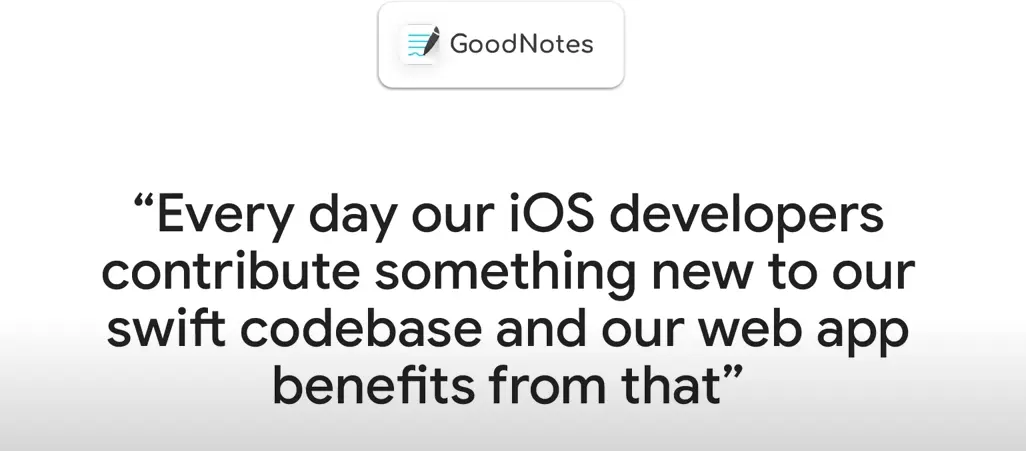 GoodNotes
“Every day our iOS developers
contribute something new to our
swift codebase and our web app
benefits from that”